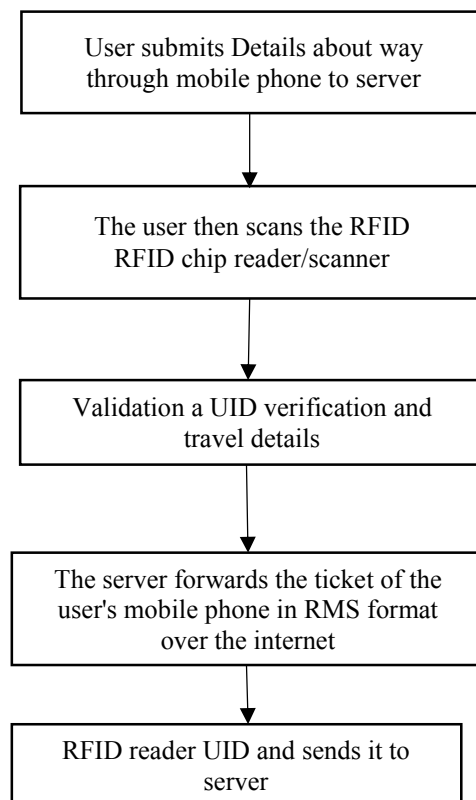 User submits Details about way
through mobile phone to server
The user then scans the RFID
RFID chip reader/scanner
Validation a UID verification and
travel details
The server forwards the ticket of the
user's mobile phone in RMS format
over the internet
RFID reader UID and sends it to
server